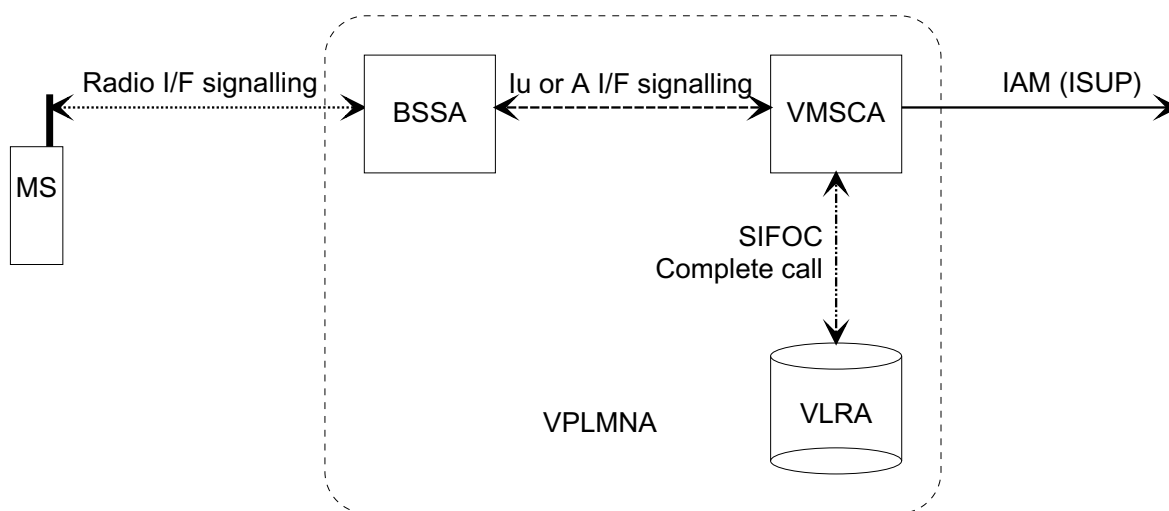 Radio I/F signalling
Iu or A I/F signalling
IAM (ISUP)
BSSA
VMSCA
MS
SIFOC
Complete call
VPLMNA
VLRA